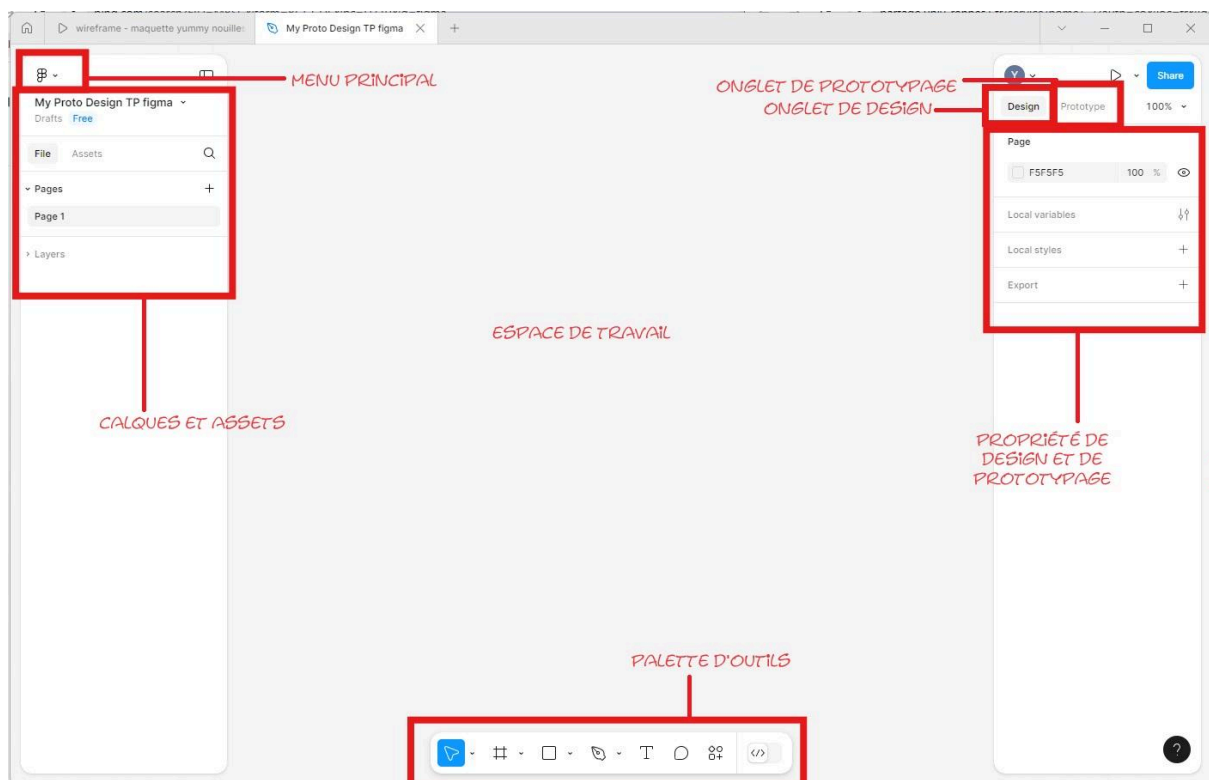 wireframe - maquette yummy nouilles
My Proto Design TP figma
MENU PRINCIPAL
ONGLET DE PROTOTYPAGE
Y
Share
My Proto Design TP figma
ONGLET DE DESIGN
Design
Prototype
100%
Drafts
Free
File
Assets
Page
F5F5F5
100 %
Pages
Page 1
Local variables
Layers
Local styles
Export
ESPACE DE TRAVAIL
CALQUES ET ASSETS
PROPRIÉTÉ DE
DESIGN ET DE
PROTOTYPAGE
PALETTE D'OUTILS
T
</>
?